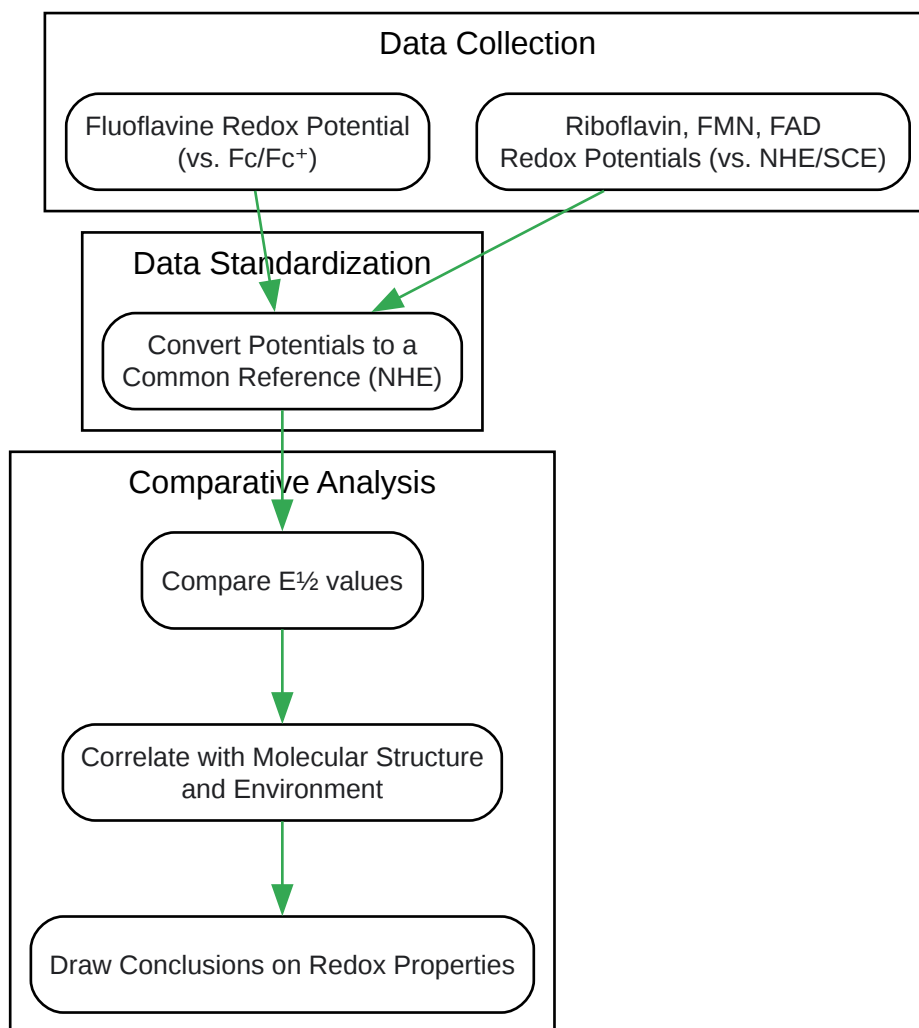 Data Collection
Fluoflavine Redox Potential
(vs. Fc/Fc⁺)
Riboflavin, FMN, FAD
Redox Potentials (vs. NHE/SCE)
Data Standardization
Convert Potentials to a
Common Reference (NHE)
Comparative Analysis
Compare E½ values
Correlate with Molecular Structure
and Environment
Draw Conclusions on Redox Properties